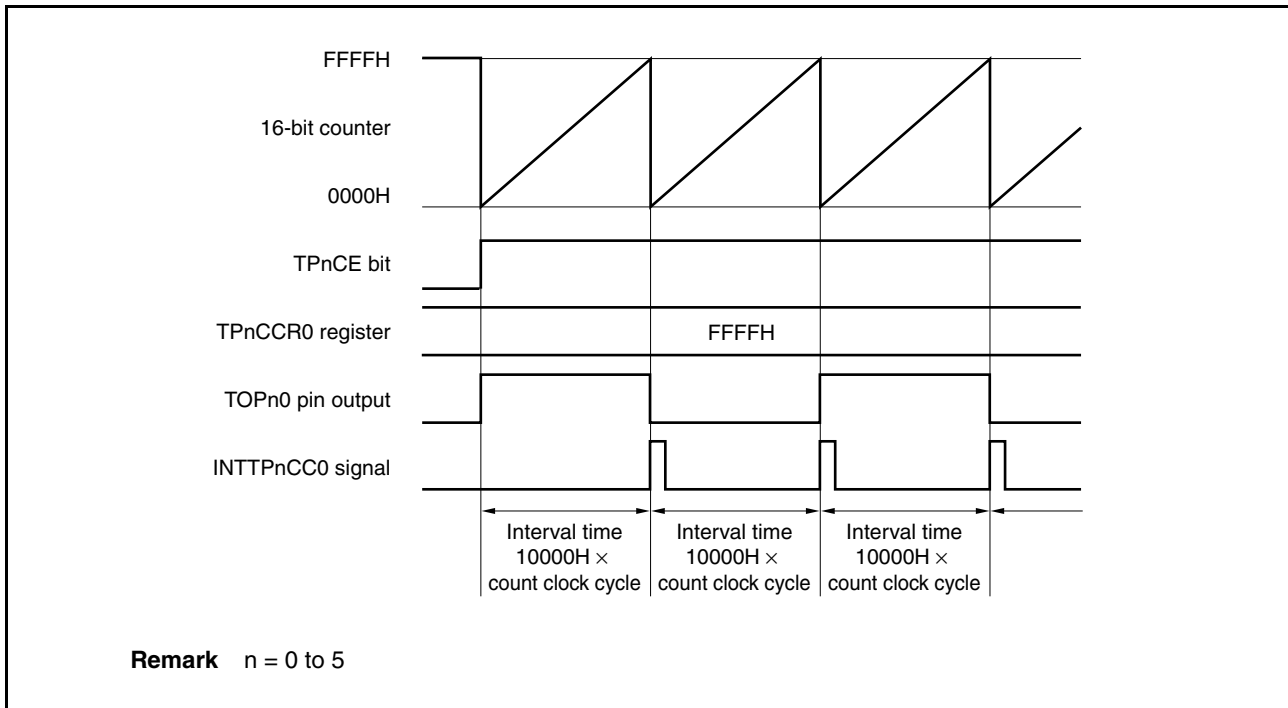 FFFFH
16-bit counter
0000H
TPnCE bit
TPnCCR0 register
FFFFH
TOPn0 pin output
INTTPnCC0 signal
Interval time
10000H ×
count clock cycle
Interval time
10000H ×
count clock cycle
Interval time
10000H ×
count clock cycle
Remark n = 0 to 5